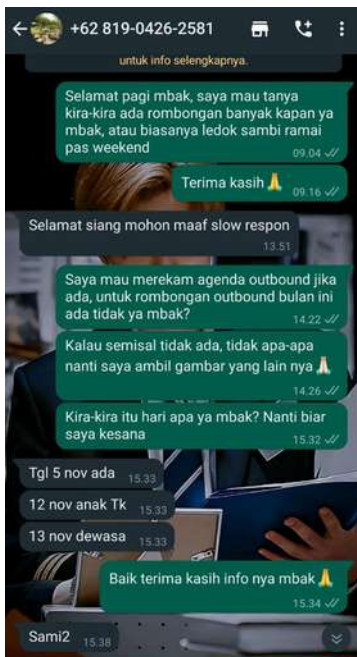 +62 819-0426-2581
untuk info selengkapnya.
Selamat pagi mbak, saya mau tanya
kira-kira ada rombongan banyak kapan ya
mbak, atau biasanya ledok sambi ramai
pas weekend
09.04
Terima kasih🙏
09.16
Selamat siang mohon maaf slow respon
13.51
Saya mau merekam agenda outbound jika
ada, untuk rombongan outbound bulan ini
ada tidak ya mbak?
14.22
Kalau semisal tidak ada, tidak apa-apa
nanti saya ambil gambar yang lain nya🙏
14.26
Kira-kira itu hari apa ya mbak? Nanti biar
saya kesana
15.32
Tgl 5 nov ada 15.33
12 nov anak Tk 15.33
13 nov dewasa 15.33
Baik terima kasih info nya mbak🙏
15.34
Sami2 15.38